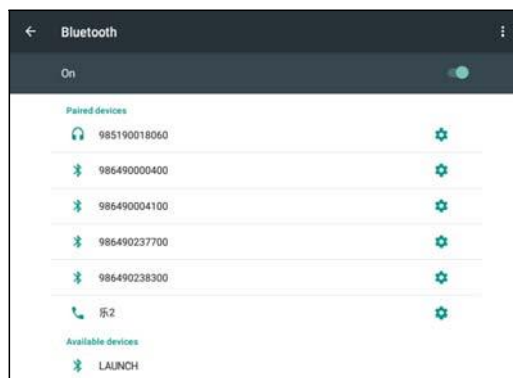 Bluetooth
On
Paired devices
985190018060
986490000400
986490004100
986490237700
986490238300
乐2
Available devices
LAUNCH